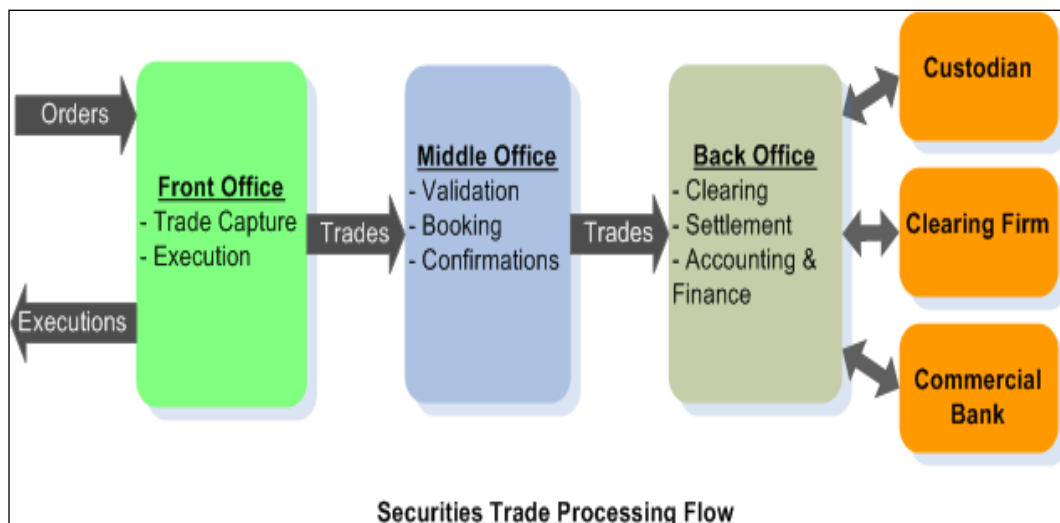 Orders
Executions
Front Office
- Trade Capture
- Execution
Trades
Middle Office
- Validation
- Booking
- Confirmations
Trades
Back Office
- Clearing
- Settlement
- Accounting &
Finance
Custodian
Clearing Firm
Commercial
Bank
Securities Trade Processing Flow